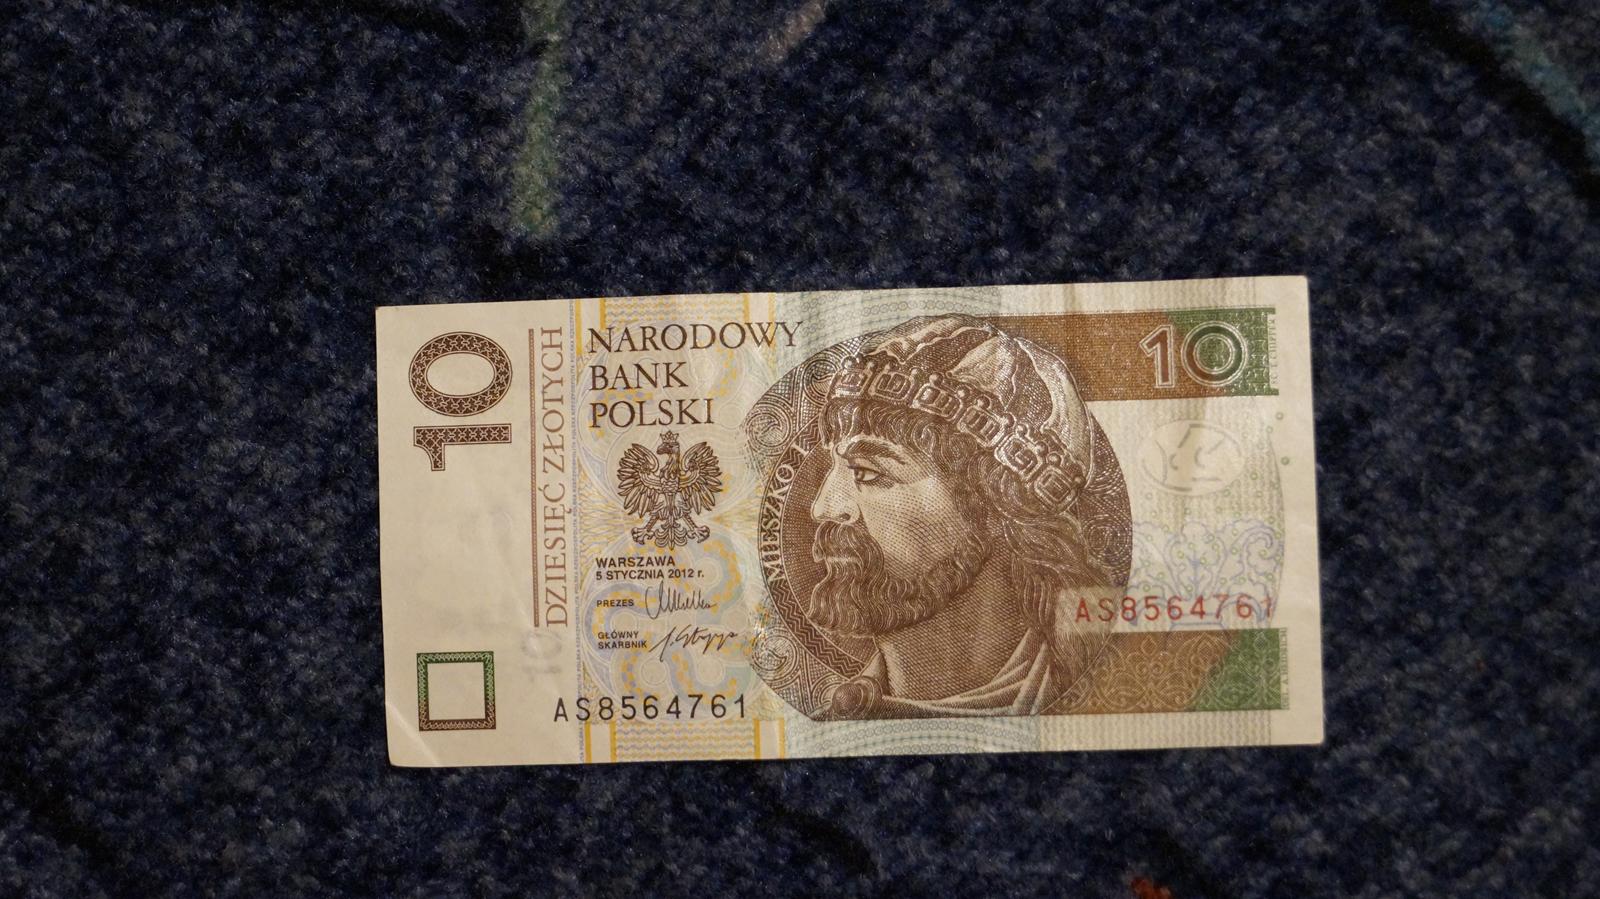 10
DZIESIĘĆ ZŁOTYCH
NARODOWY
BANK
POLSKI
WARSZAWA
5 STYCZNIA 2012 r.
PREZES
GŁÓWNY
SKARBNIK
AS8564761
MIESZKO I
10
AS8564761